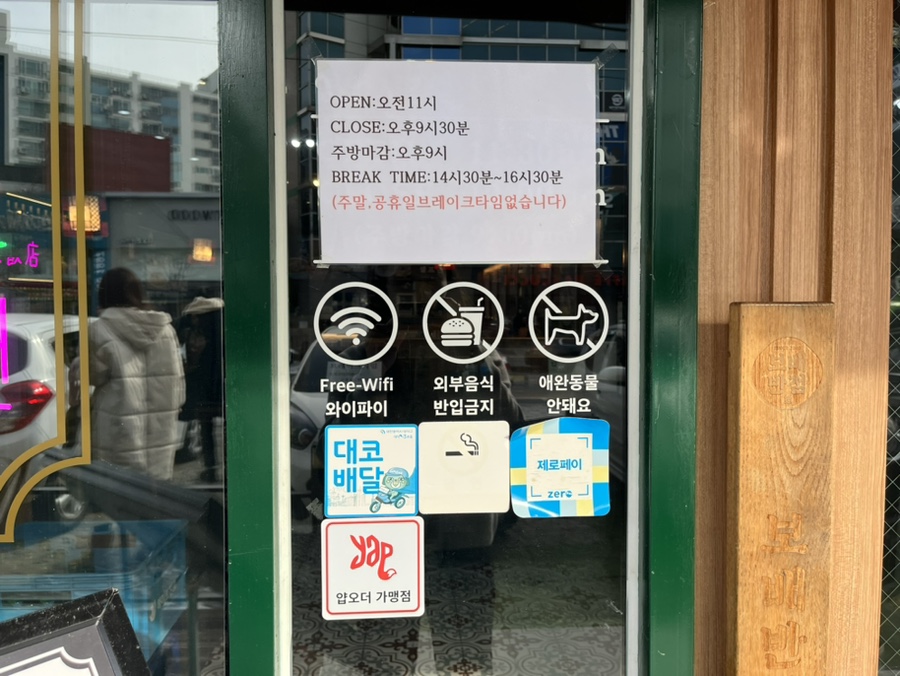 OPEN:오전11시
CLOSE:오후9시30분
주방마감:오후9시
BREAK TIME:14시30분~16시30분
(주말,공휴일브레이크타임없습니다)
Free-Wifi
와이파이
외부음식
반입금지
애완동물
안돼요
대코
배달
제로페이
zero
yap
얍오더 가맹점
店